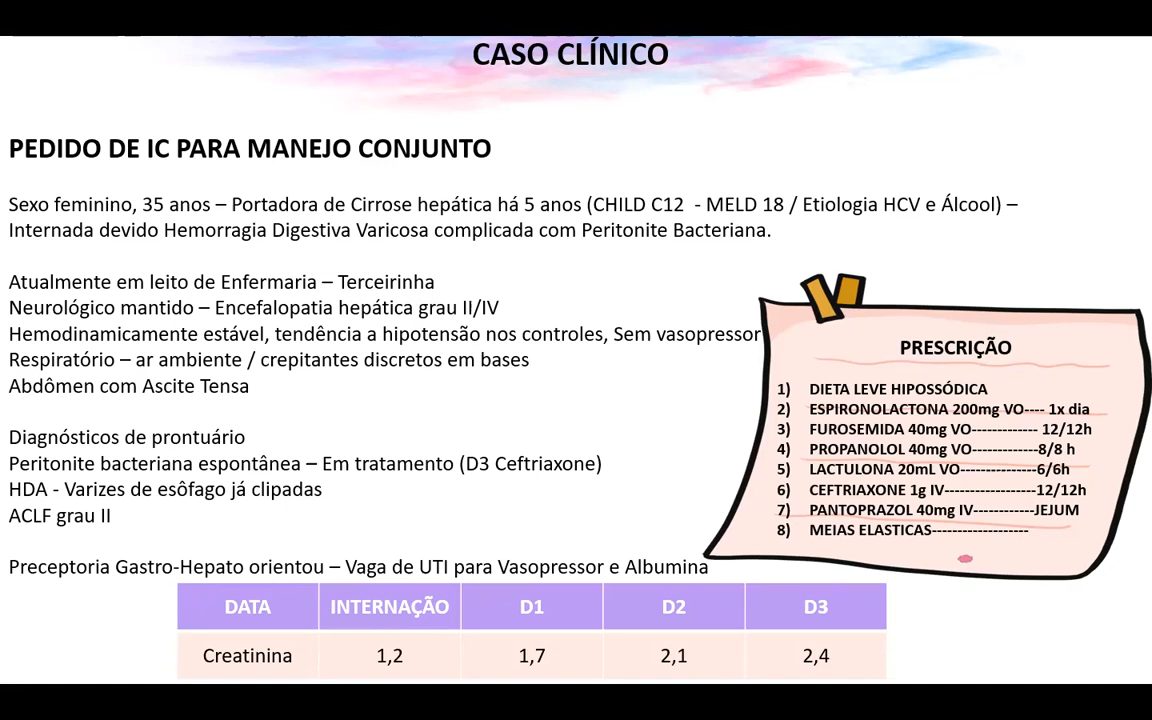 CASO CLÍNICO
PEDIDO DE IC PARA MANEJO CONJUNTO
Sexo feminino, 35 anos – Portadora de Cirrose hepática há 5 anos (CHILD C12  - MELD 18 / Etiologia HCV e Álcool) –
Internada devido Hemorragia Digestiva Varicosa complicada com Peritonite Bacteriana.
Atualmente em leito de Enfermaria – Terceirinha
Neurológico mantido – Encefalopatia hepática grau II/IV
Hemodinamicamente estável, tendência a hipotensão nos controles, Sem vasopressor
Respiratório – ar ambiente / crepitantes discretos em bases
Abdômen com Ascite Tensa
Diagnósticos de prontuário
Peritonite bacteriana espontânea – Em tratamento (D3 Ceftriaxone)
HDA - Varizes de esôfago já clipadas
ACLF grau II
Preceptoria Gastro-Hepato orientou – Vaga de UTI para Vasopressor e Albumina
PRESCRIÇÃO
1) DIETA LEVE HIPOSSÓDICA
2) ESPIRONOLACTONA 200mg VO---- 1x dia
3) FUROSEMIDA 40mg VO------------- 12/12h
4) PROPANOLOL 40mg VO-------------8/8 h
5) LACTULONA 20mL VO---------------6/6h
6) CEFTRIAXONE 1g IV------------------12/12h
7) PANTOPRAZOL 40mg IV------------JEJUM
8) MEIAS ELASTICAS-------------------
DATA INTERNAÇÃO D1 D2 D3
Creatinina 1,2 1,7 2,1 2,4